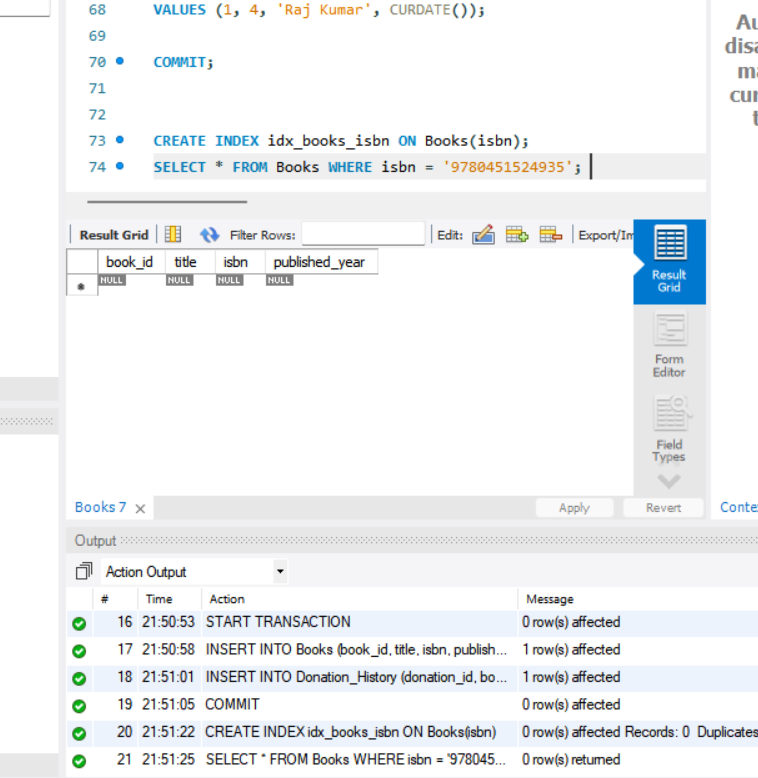 68 VALUES (1, 4, 'Raj Kumar', CURDATE());
69
70 COMMIT;
71
72
73 CREATE INDEX idx_books_isbn ON Books(isbn);
74 SELECT * FROM Books WHERE isbn = '9780451524935';
Result Grid Filter Rows: Edit: Export/Im
book_id title isbn published_year
NULL NULL NULL NULL
Result
Grid
Form
Editor
Field
Types
Books 7 Apply Revert Conte
Output
Action Output
# Time Action Message
16 21:50:53 START TRANSACTION 0 row(s) affected
17 21:50:58 INSERT INTO Books (book_id, title, isbn, publish... 1 row(s) affected
18 21:51:01 INSERT INTO Donation_History (donation_id, bo... 1 row(s) affected
19 21:51:05 COMMIT 0 row(s) affected
20 21:51:22 CREATE INDEX idx_books_isbn ON Books(isbn) 0 row(s) affected Records: 0 Duplicates
21 21:51:25 SELECT * FROM Books WHERE isbn = '978045... 0 row(s) returned